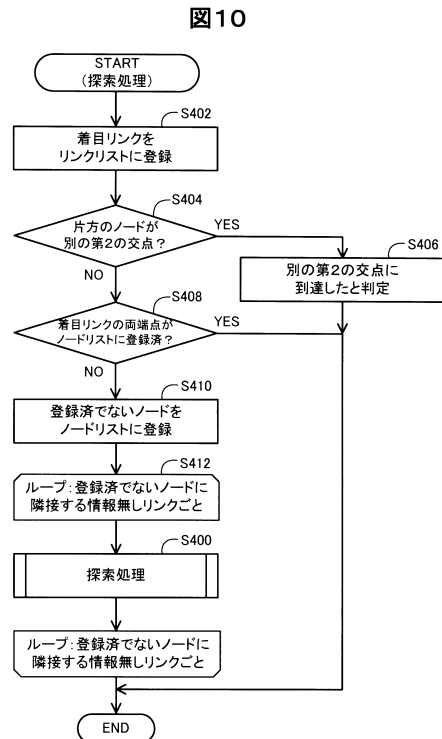 図10
START
(探索処理)
S402
着目リンクを
リンクリストに登録
S404
片方のノードが
別の第2の交点？
YES
NO
S406
別の第2の交点に
到達したと判定
S408
着目リンクの両端点が
ノードリストに登録済？
YES
NO
S410
登録済でないノードを
ノードリストに登録
S412
ループ：登録済でないノードに
隣接する情報無しリンクごと
S400
探索処理
ループ：登録済でないノードに
隣接する情報無しリンクごと
END